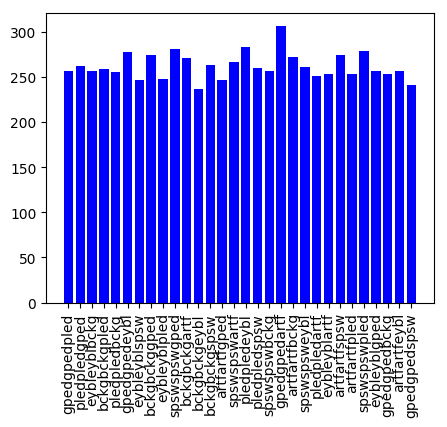 300
250
200
150
100
50
0
gpedgpedpled
pledpledgped
eybleyblbckg
bckgbckgpled
pledpledbckg
gpedgpedeybl
eybleyblspsw
bckgbckggped
eybleyblpled
spswspswgped
bckgbckgartf
bckgbckgeybl
bckgbckgspsw
artfartfgped
spswspswartf
pledpledeybl
pledpledspsw
spswspswbckg
gpedgpedartf
artfartfbckg
spswspsweybl
pledpledartf
eybleyblartf
artfartfspsw
artfartfpled
spswspswpled
eybleyblgped
gpedgpedbckg
artfartfeybl
gpedgpedspsw